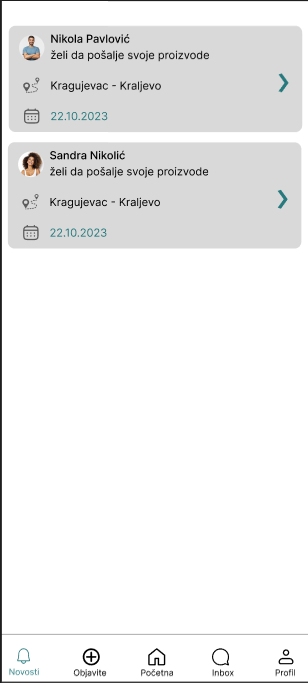 Nikola Pavlović
želi da pošalje svoje proizvode
Kragujevac - Kraljevo
22.10.2023
Sandra Nikolić
želi da pošalje svoje proizvode
Kragujevac - Kraljevo
22.10.2023
Novosti
Objavite
Početna
Inbox
Profil